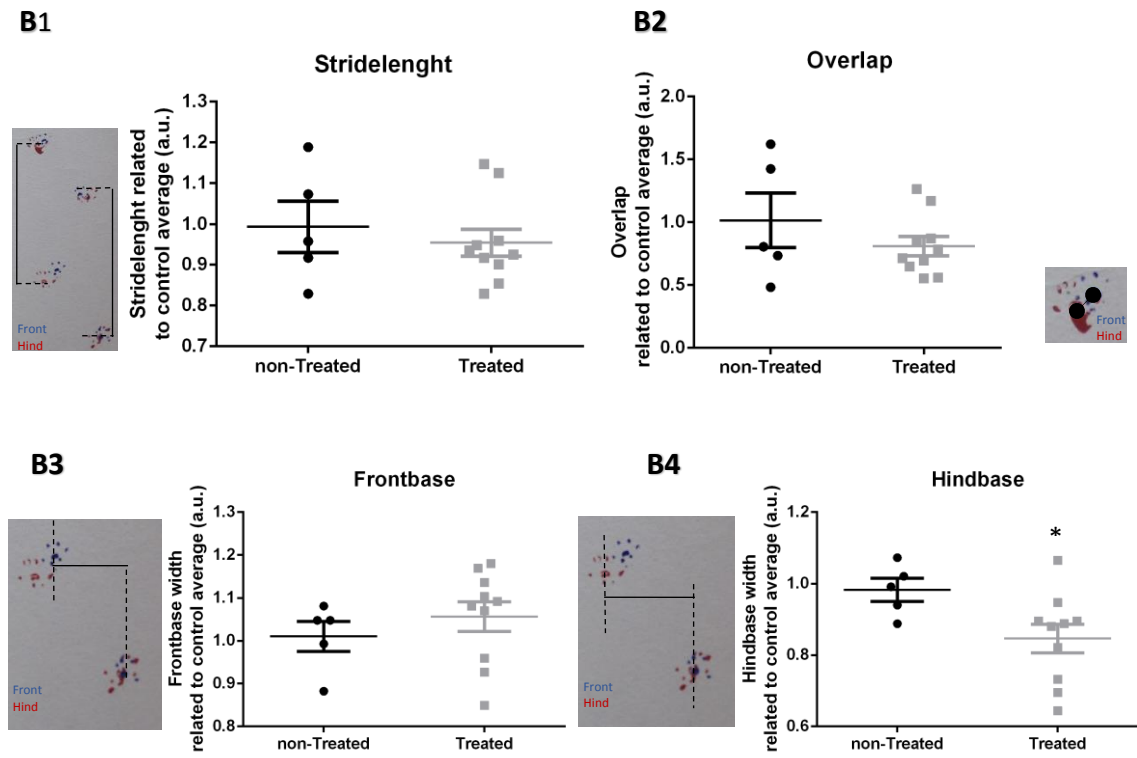 B1
Stridelenght
Stridelenght related
to control average (a.u.)
1.3
1.2
1.1
1.0
0.9
0.8
0.7
non-Treated
Treated
Front
Hind
B2
Overlap
Overlap
related to control average (a.u.)
2.0
1.5
1.0
0.5
0.0
non-Treated
Treated
Front
Hind
B3
Frontbase
Frontbase width
related to control average (a.u.)
1.3
1.2
1.1
1.0
0.9
0.8
non-Treated
Treated
Front
Hind
B4
Hindbase
Hindbase width
related to control average (a.u.)
1.2
1.0
0.8
0.6
*
non-Treated
Treated
Front
Hind